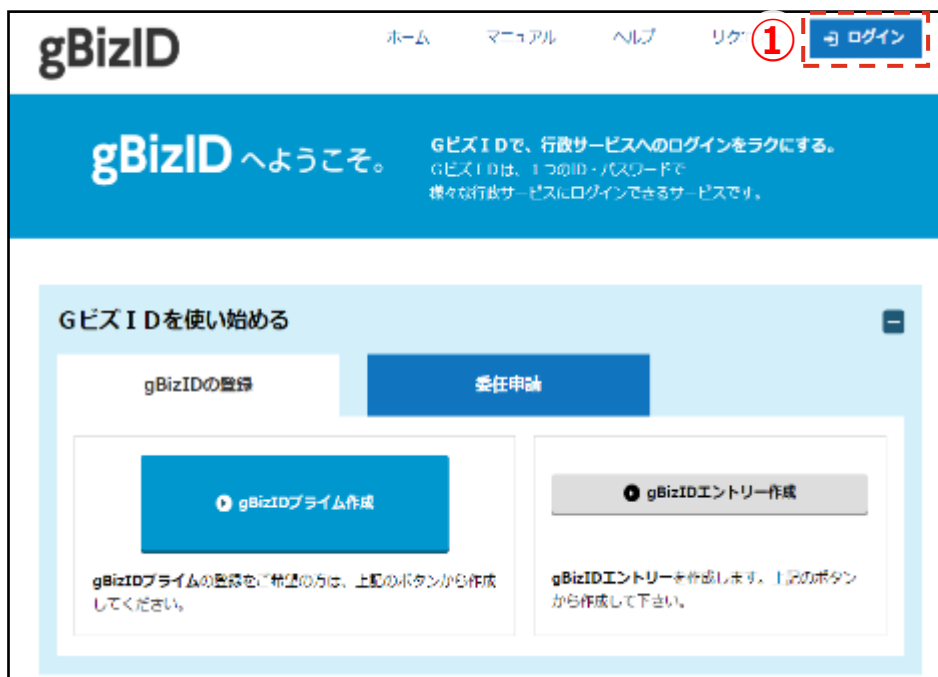 gBizID
ホーム マニュアル ヘルプ リク ① ログイン
gBizID へようこそ。
GビズIDで、行政サービスへのログインをラクにする。
GビズIDは、1つのID・パスワードで
様々な行政サービスにログインできるサービスです。
GビズIDを使い始める
gBizIDの登録 委任申請
gBizIDプライム作成
gBizIDエントリー作成
gBizIDプライムの登録をご希望の方は、上記のボタンから作成
してください。
gBizIDエントリーを作成します。上記のボタン
から作成して下さい。